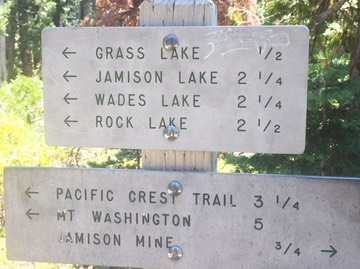 ← GRASS LAKE 1/2
← JAMISON LAKE 2 1/4
← WADES LAKE 2 1/4
← ROCK LAKE 2 1/2
← PACIFIC CREST TRAIL 3 1/4
← MT. WASHINGTON 5
JAMISON MINE 3/4 →